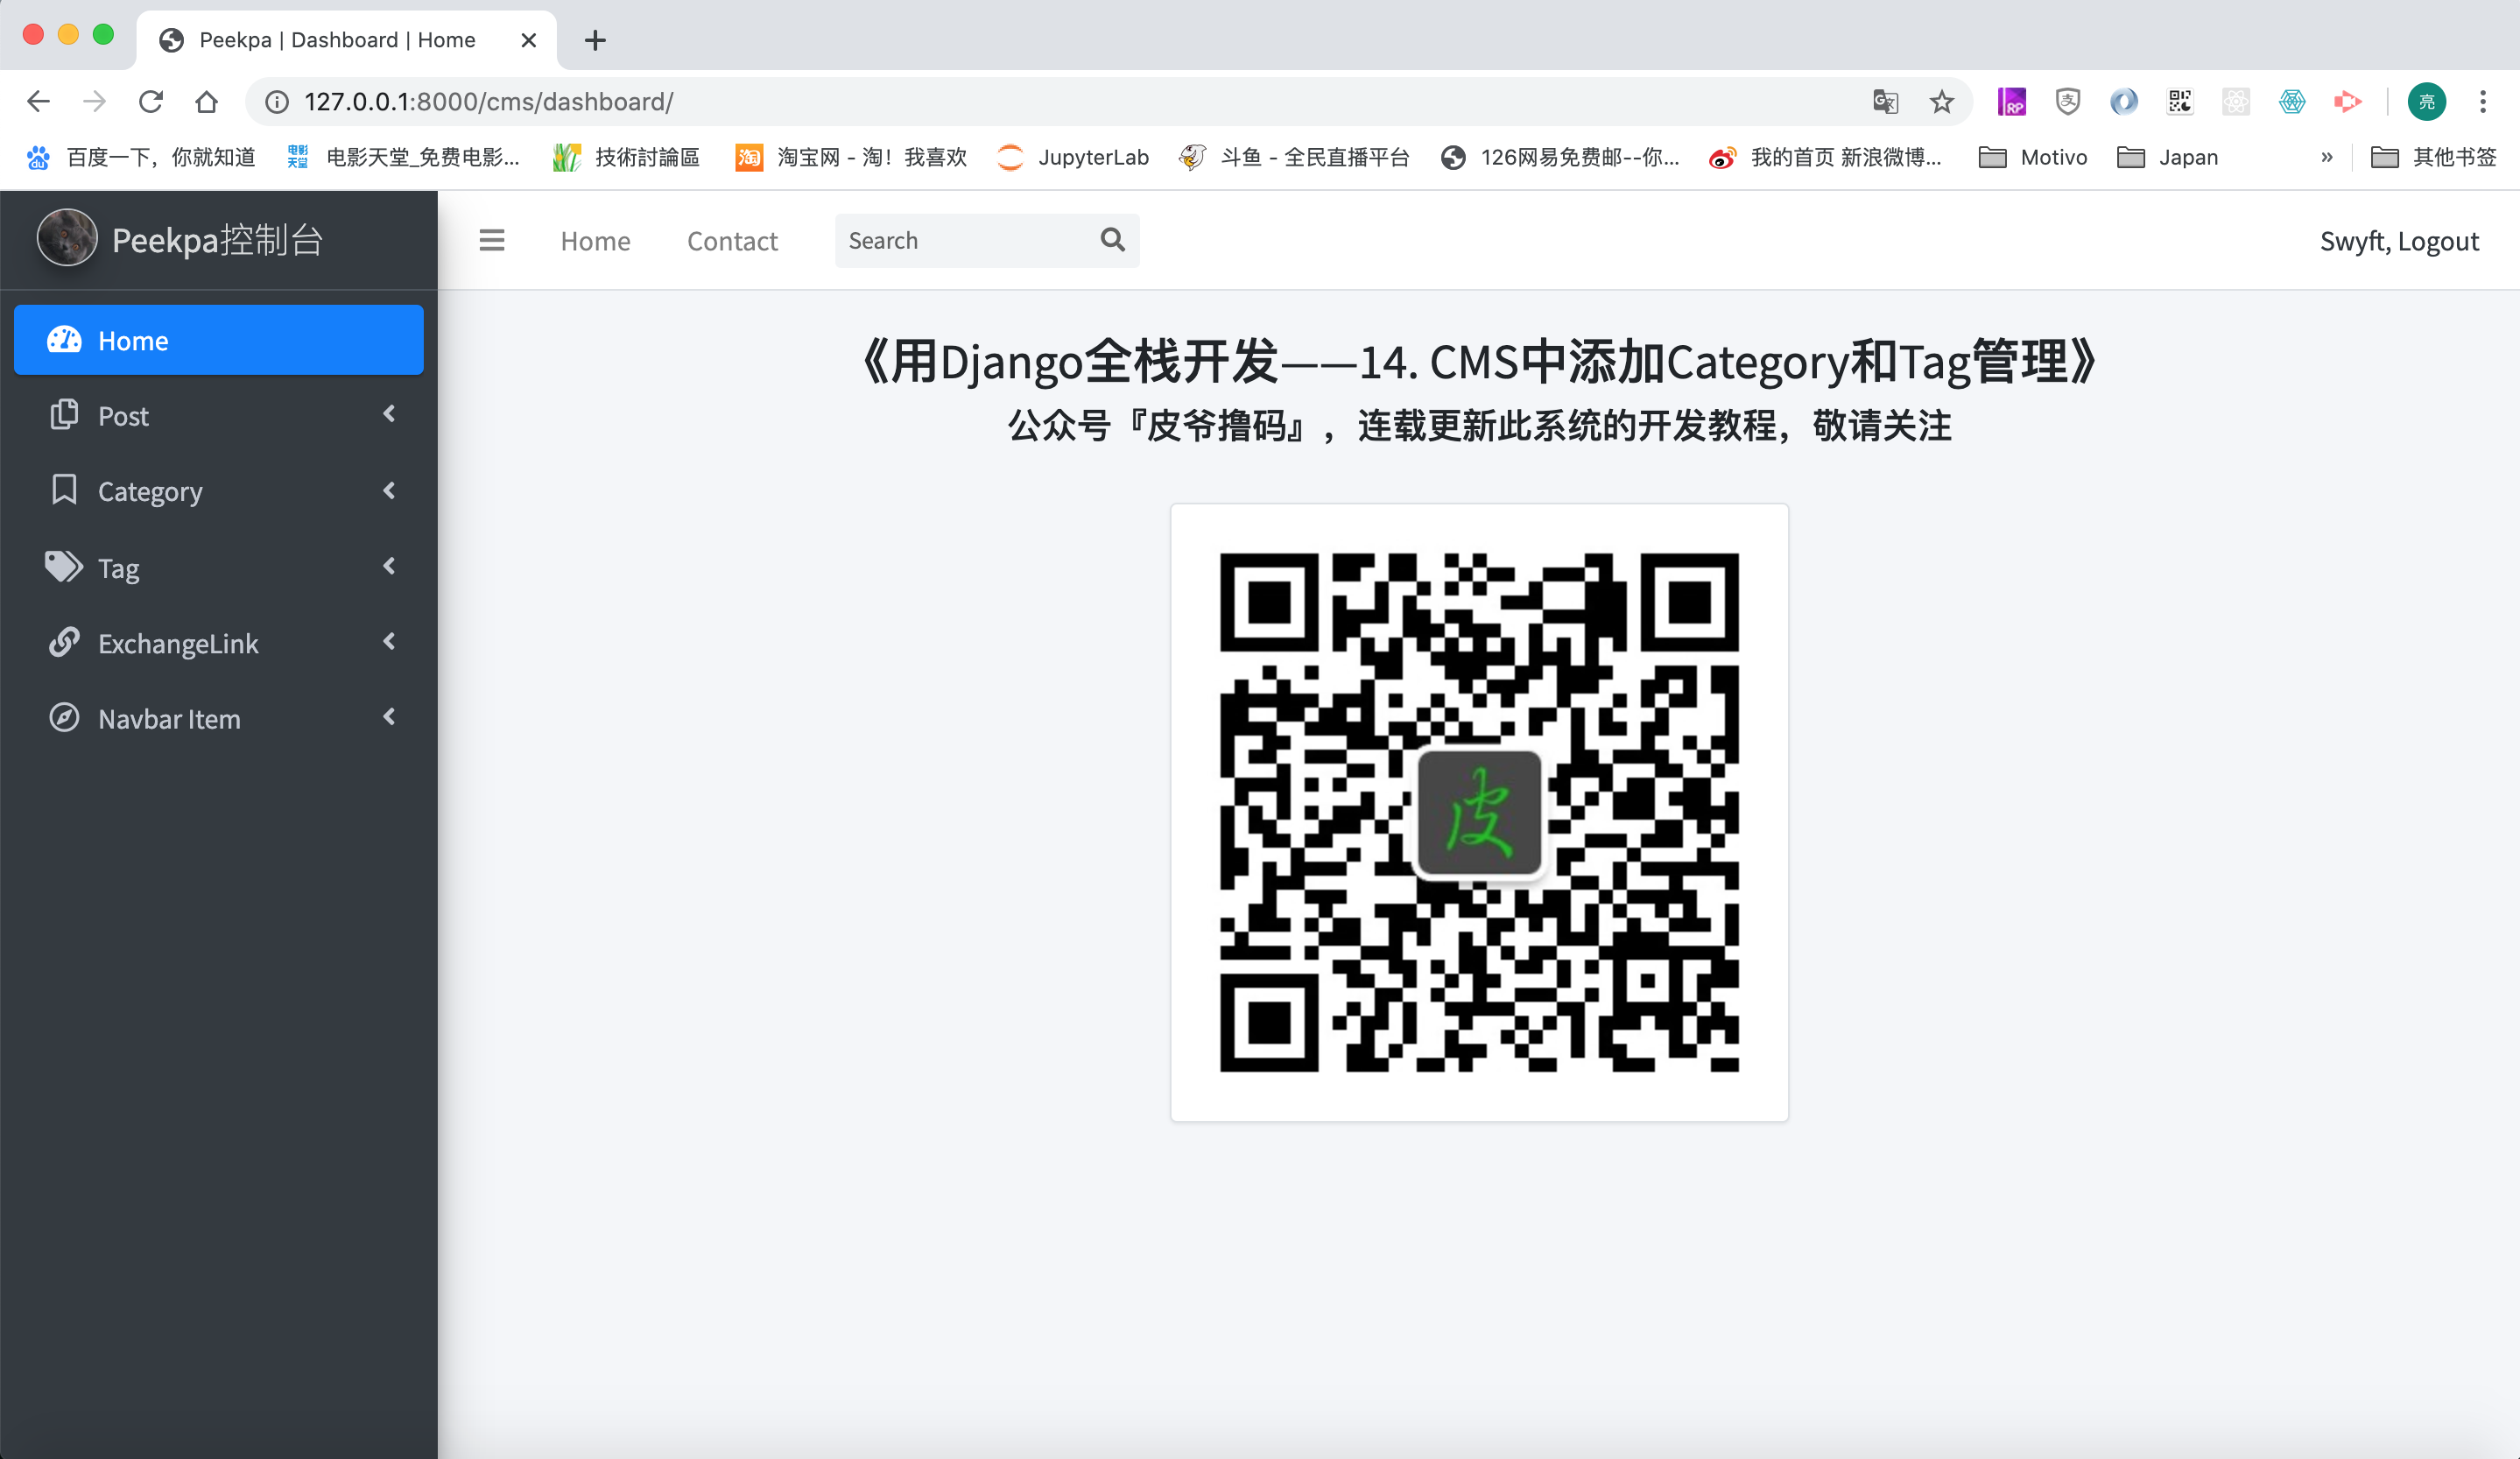 Peekpa | Dashboard | Home
127.0.0.1:8000/cms/dashboard/
亮
百度一下，你就知道
电影天堂
电影天堂_免费电影...
技術討論區
淘
淘宝网 - 淘！我喜欢
JupyterLab
斗鱼 - 全民直播平台
126网易免费邮--你...
我的首页 新浪微博...
Motivo
Japan
»
其他书签
Peekpa控制台
Home
Contact
Search
Swyft, Logout
Home
Post
Category
Tag
ExchangeLink
Navbar Item
《用Django全栈开发——14. CMS中添加Category和Tag管理》
公众号『皮爷撸码』，连载更新此系统的开发教程，敬请关注
皮